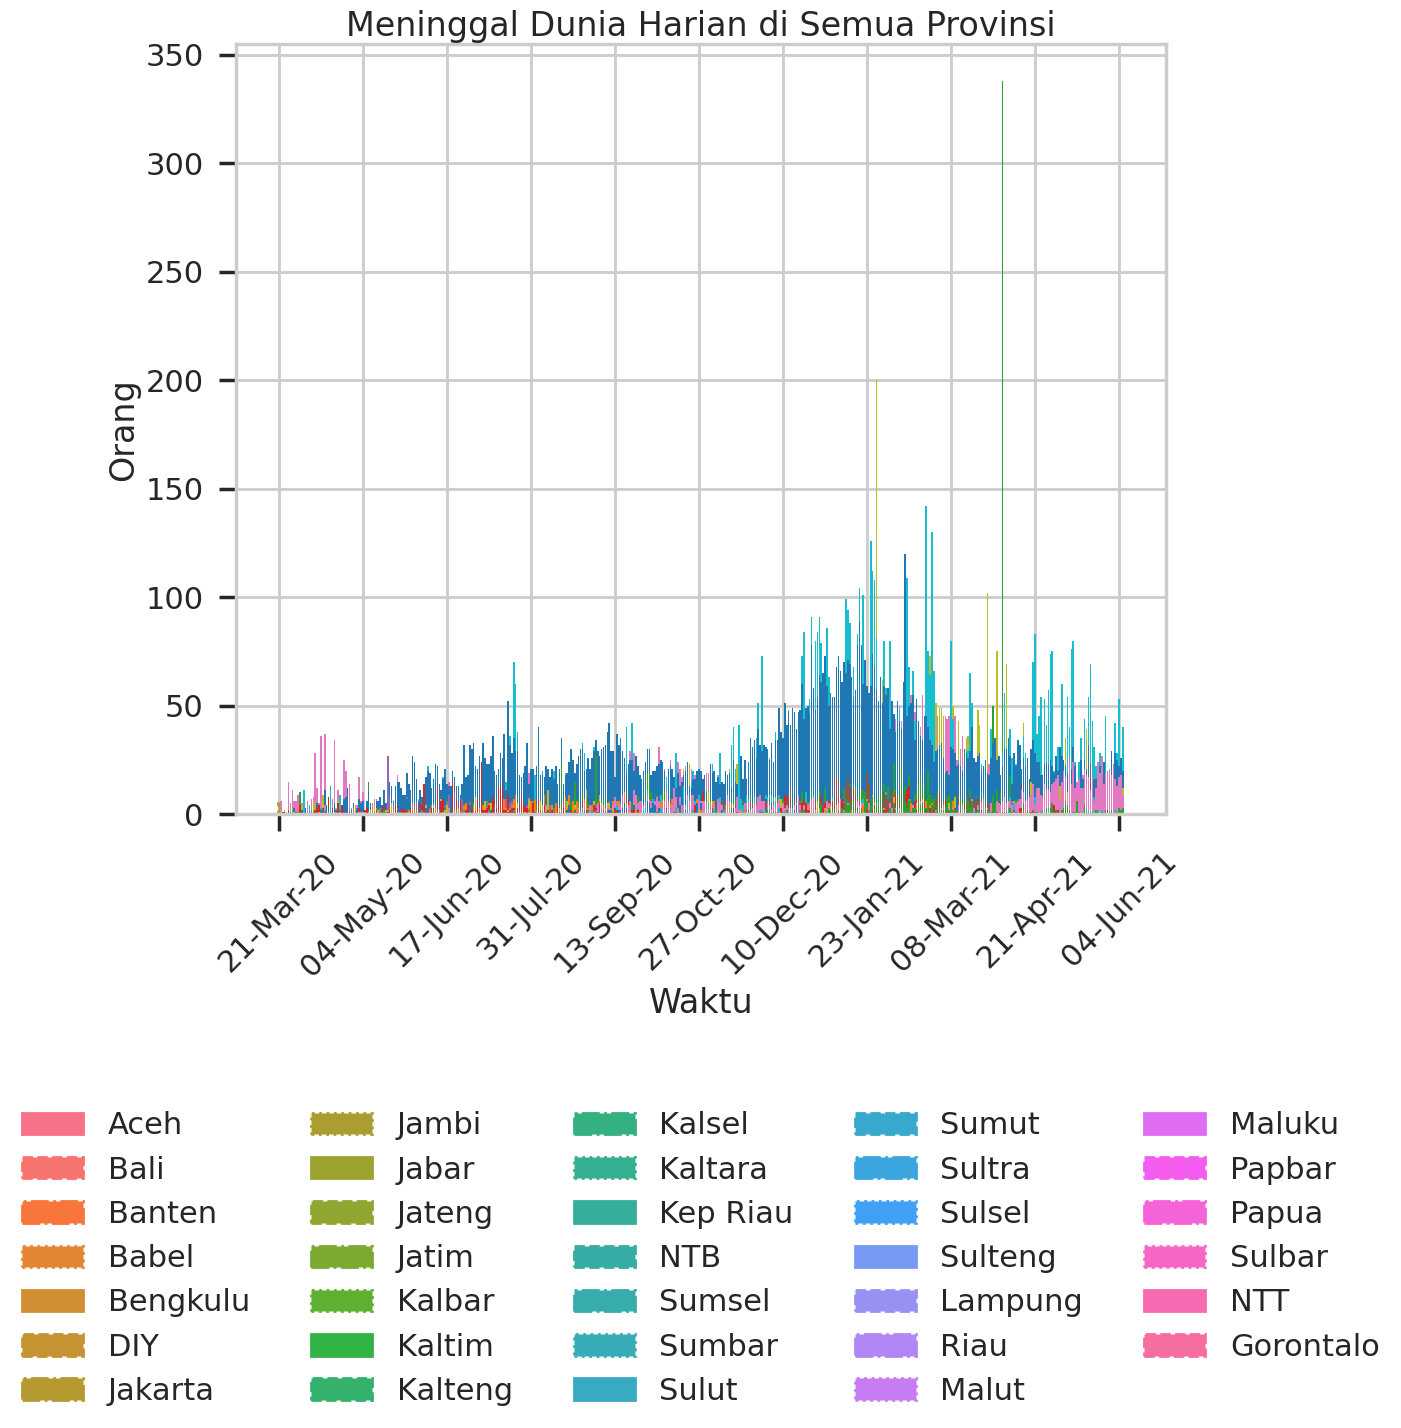 Meninggal Dunia Harian di Semua Provinsi
350
300
250
200
150
100
50
0
Orang
21-Mar-20
04-May-20
17-Jun-20
31-Jul-20
13-Sep-20
27-Oct-20
10-Dec-20
23-Jan-21
08-Mar-21
21-Apr-21
04-Jun-21
Waktu
Aceh
Bali
Banten
Babel
Bengkulu
DIY
Jakarta
Jambi
Jabar
Jateng
Jatim
Kalbar
Kaltim
Kalteng
Kalsel
Kaltara
Kep Riau
NTB
Sumsel
Sumbar
Sulut
Sumut
Sultra
Sulsel
Sulteng
Lampung
Riau
Malut
Maluku
Papbar
Papua
Sulbar
NTT
Gorontalo